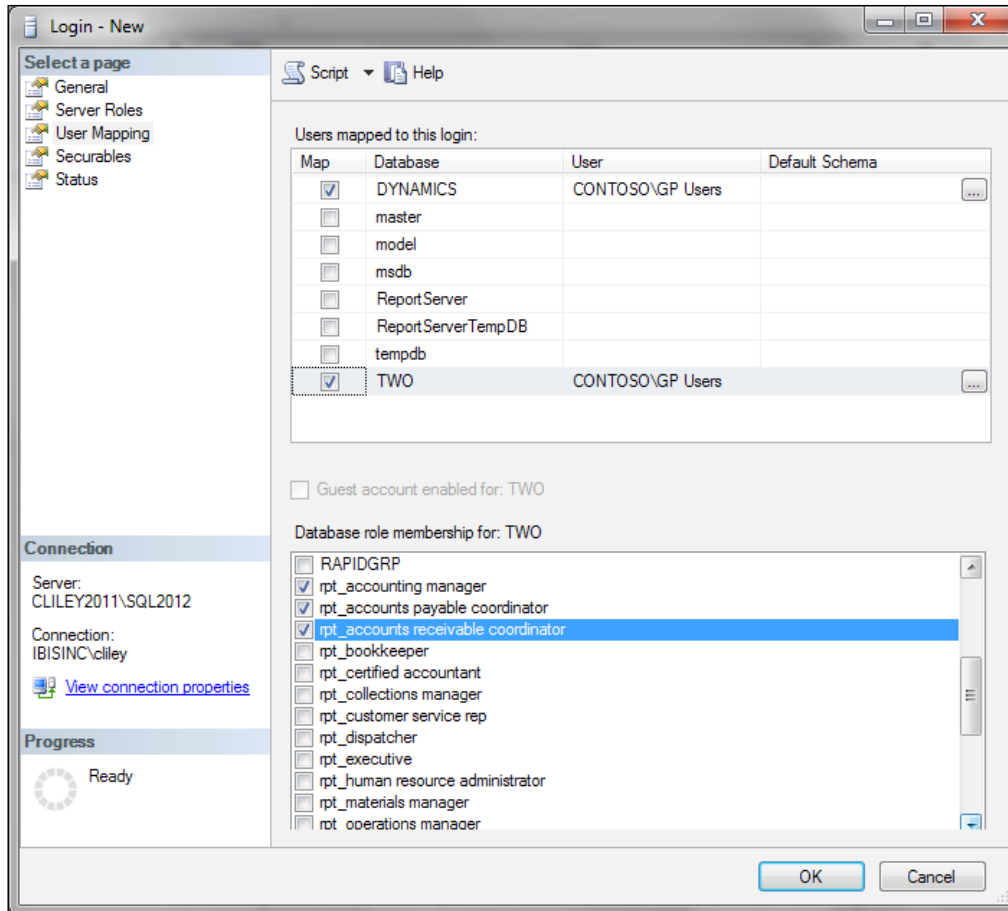 Login - New
Select a page
General
Server Roles
User Mapping
Securables
Status
Script Help
Users mapped to this login:
Map Database User Default Schema
DYNAMICS CONTOSO\GP Users ...
master
model
msdb
ReportServer
ReportServerTempDB
tempdb
TWO CONTOSO\GP Users ...
Guest account enabled for: TWO
Database role membership for: TWO
RAPIDGRP
rpt_accounting manager
rpt_accounts payable coordinator
rpt_accounts receivable coordinator
rpt_bookkeeper
rpt_certified accountant
rpt_collections manager
rpt_customer service rep
rpt_dispatcher
rpt_executive
rpt_human resource administrator
rpt_materials manager
rpt_operations manager
Connection
Server:
CLILEY2011\SQL2012
Connection:
IBISINC\cliley
View connection properties
Progress
Ready
OK Cancel